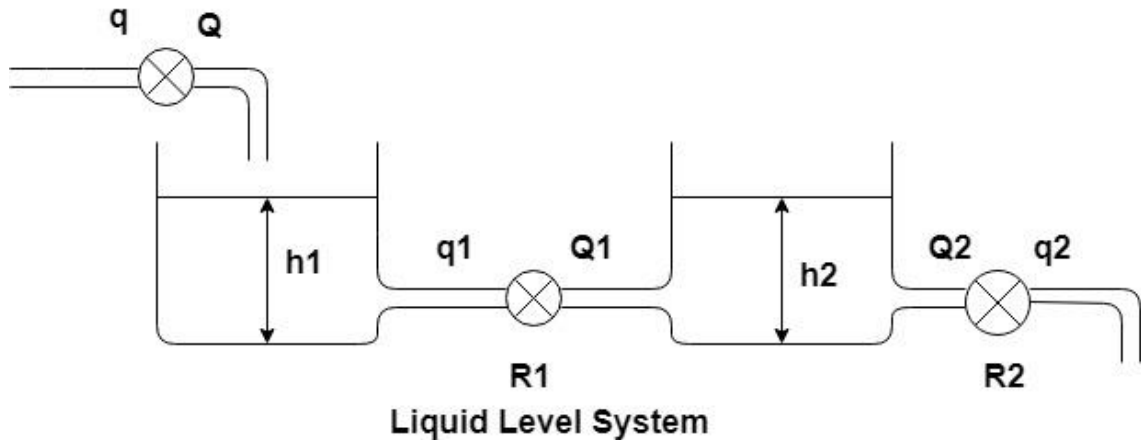 q Q
h1
q1 Q1
h2
Q2 q2
R1 R2
Liquid Level System